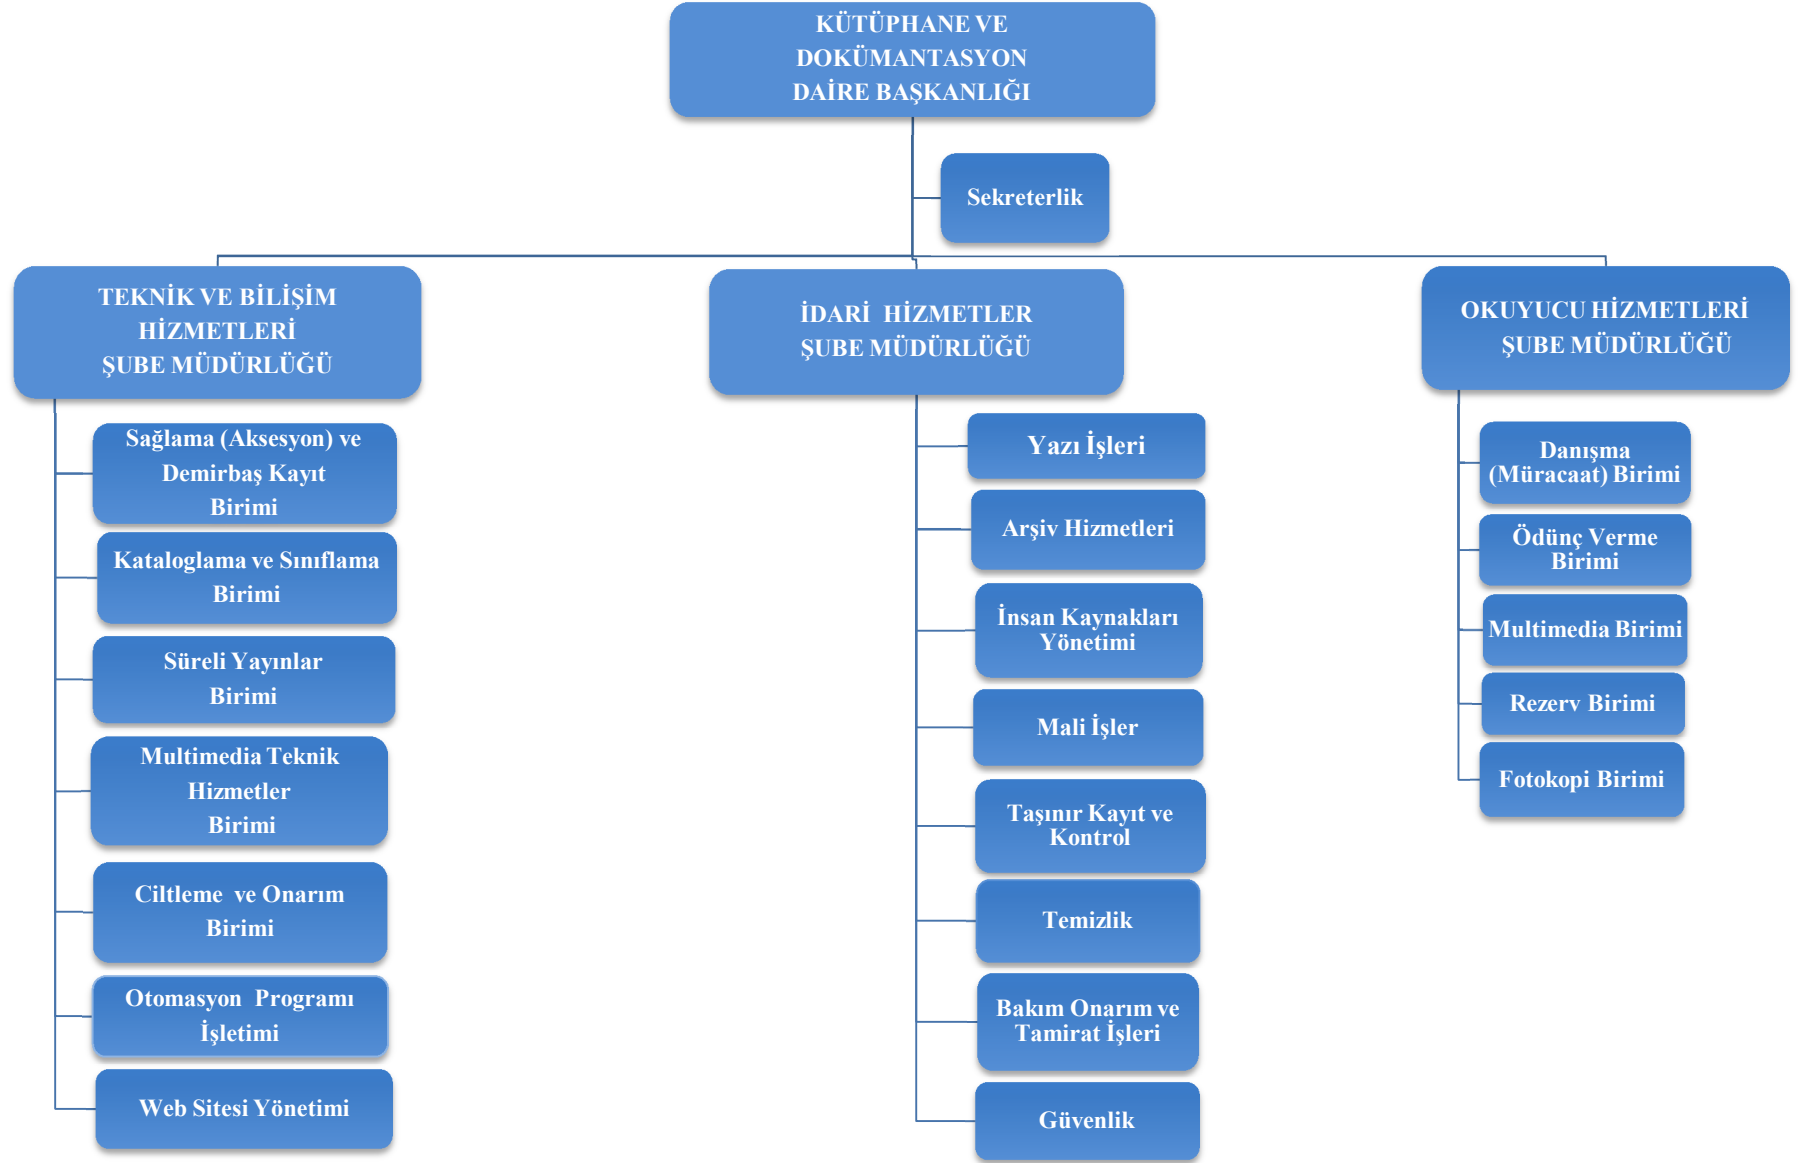 KÜTÜPHANE VE
DOKÜMANTASYON
DAİRE BAŞKANLIĞI
Sekreterlik
TEKNİK VE BİLİŞİM
HİZMETLERİ
ŞUBE MÜDÜRLÜĞÜ
Sağlama (Aksesyon) ve
Demirbaş Kayıt
Birimi
Kataloglama ve Sınıflama
Birimi
Süreli Yayınlar
Birimi
Multimedia Teknik
Hizmetler
Birimi
Ciltleme ve Onarım
Birimi
Otomasyon Programı
İşletimi
Web Sitesi Yönetimi
İDARİ HİZMETLER
ŞUBE MÜDÜRLÜĞÜ
Yazı İşleri
Arşiv Hizmetleri
İnsan Kaynakları
Yönetimi
Mali İşler
Taşınır Kayıt ve
Kontrol
Temizlik
Bakım Onarım ve
Tamirat İşleri
Güvenlik
OKUYUCU HİZMETLERİ
ŞUBE MÜDÜRLÜĞÜ
Danışma
(Müracaat) Birimi
Ödünç Verme
Birimi
Multimedia Birimi
Rezerv Birimi
Fotokopi Birimi